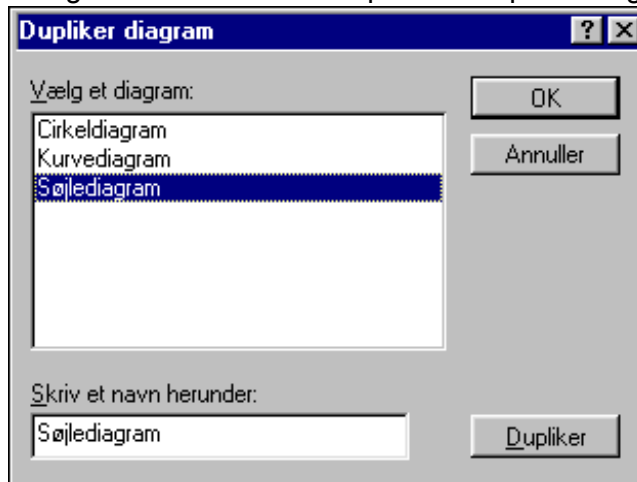 Dupliker diagram
Vælg et diagram:
OK
Cirkeldiagram
Kurvediagram
Annuller
Søjlediagram
Skriv et navn herunder:
Søjlediagram
Dupliker